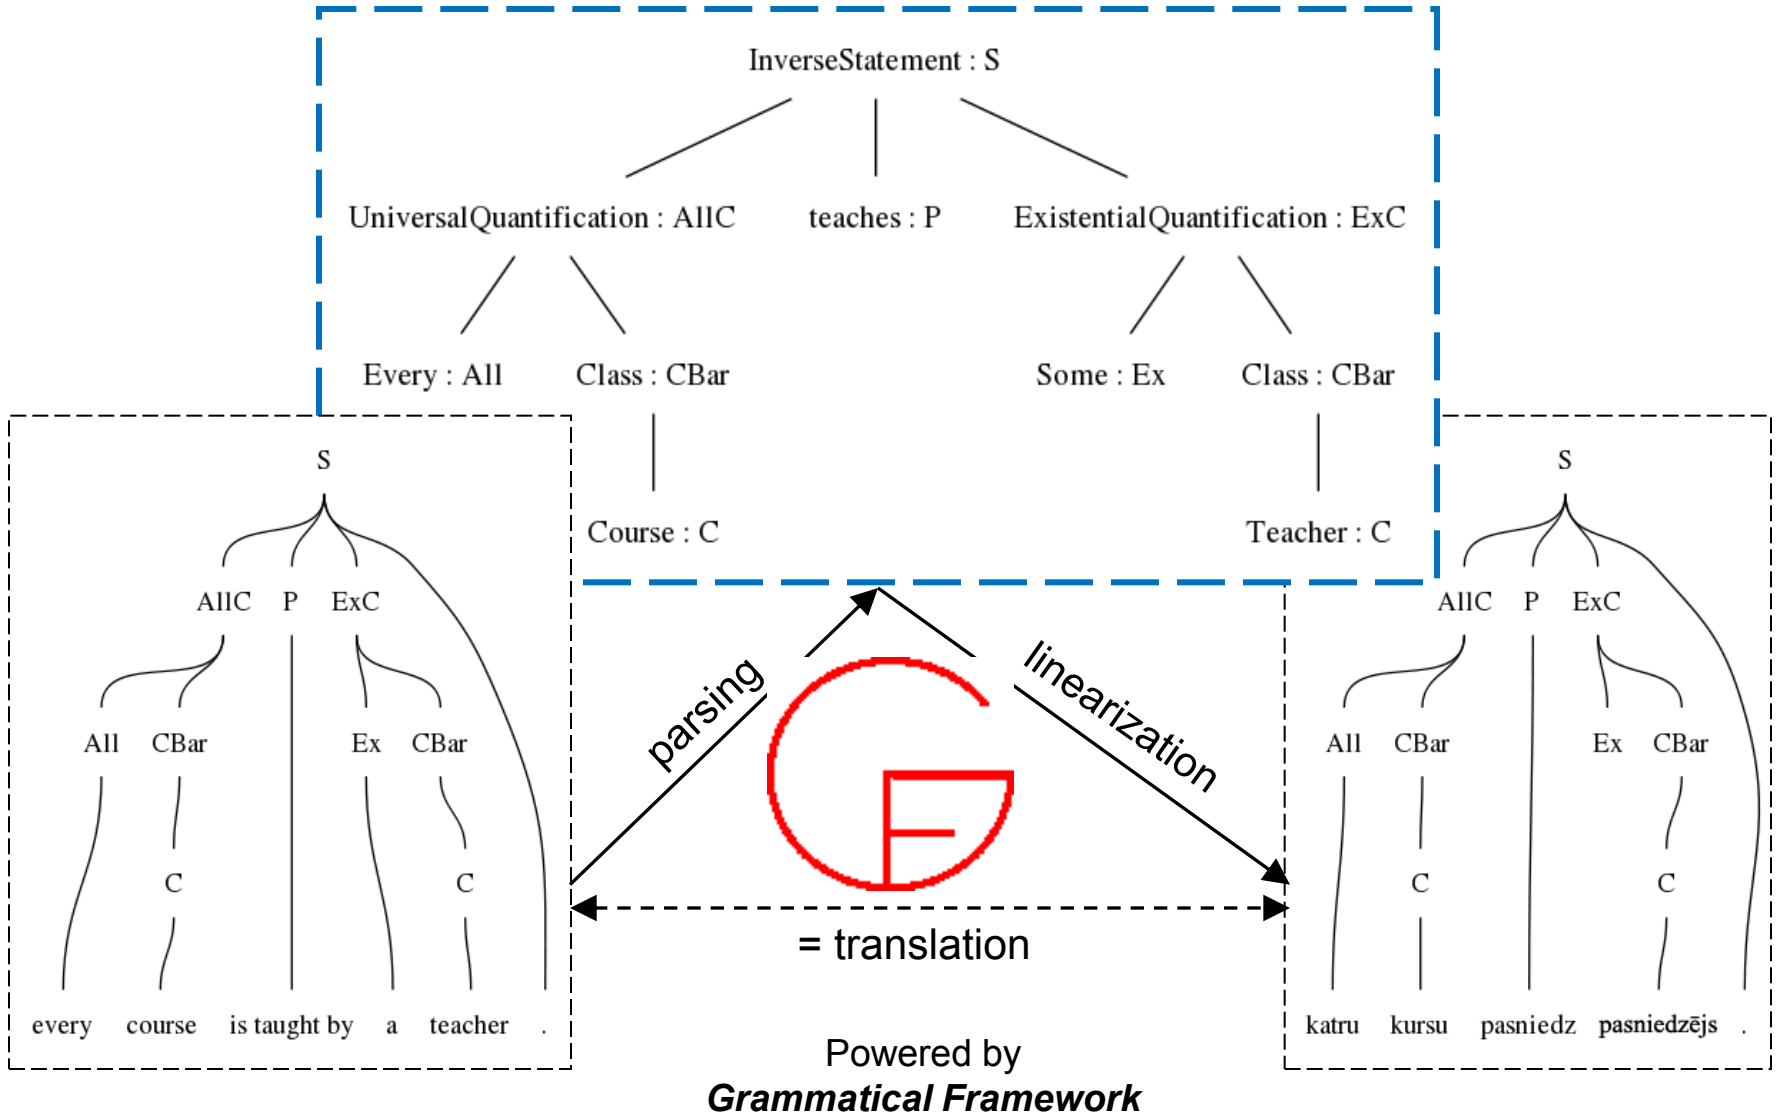 InverseStatement : S
UniversalQuantification : AllC teaches : P ExistentialQuantification : ExC
Every : All Class : CBar Some : Ex Class : CBar
Course : C Teacher : C
S
AllC P ExC
All CBar Ex CBar
C C
every course is taught by a teacher .
parsing
linearization
GF
= translation
Powered by
Grammatical Framework
S
AllC P ExC
All CBar Ex CBar
C C
katru kursu pasniedz pasniedzējs .